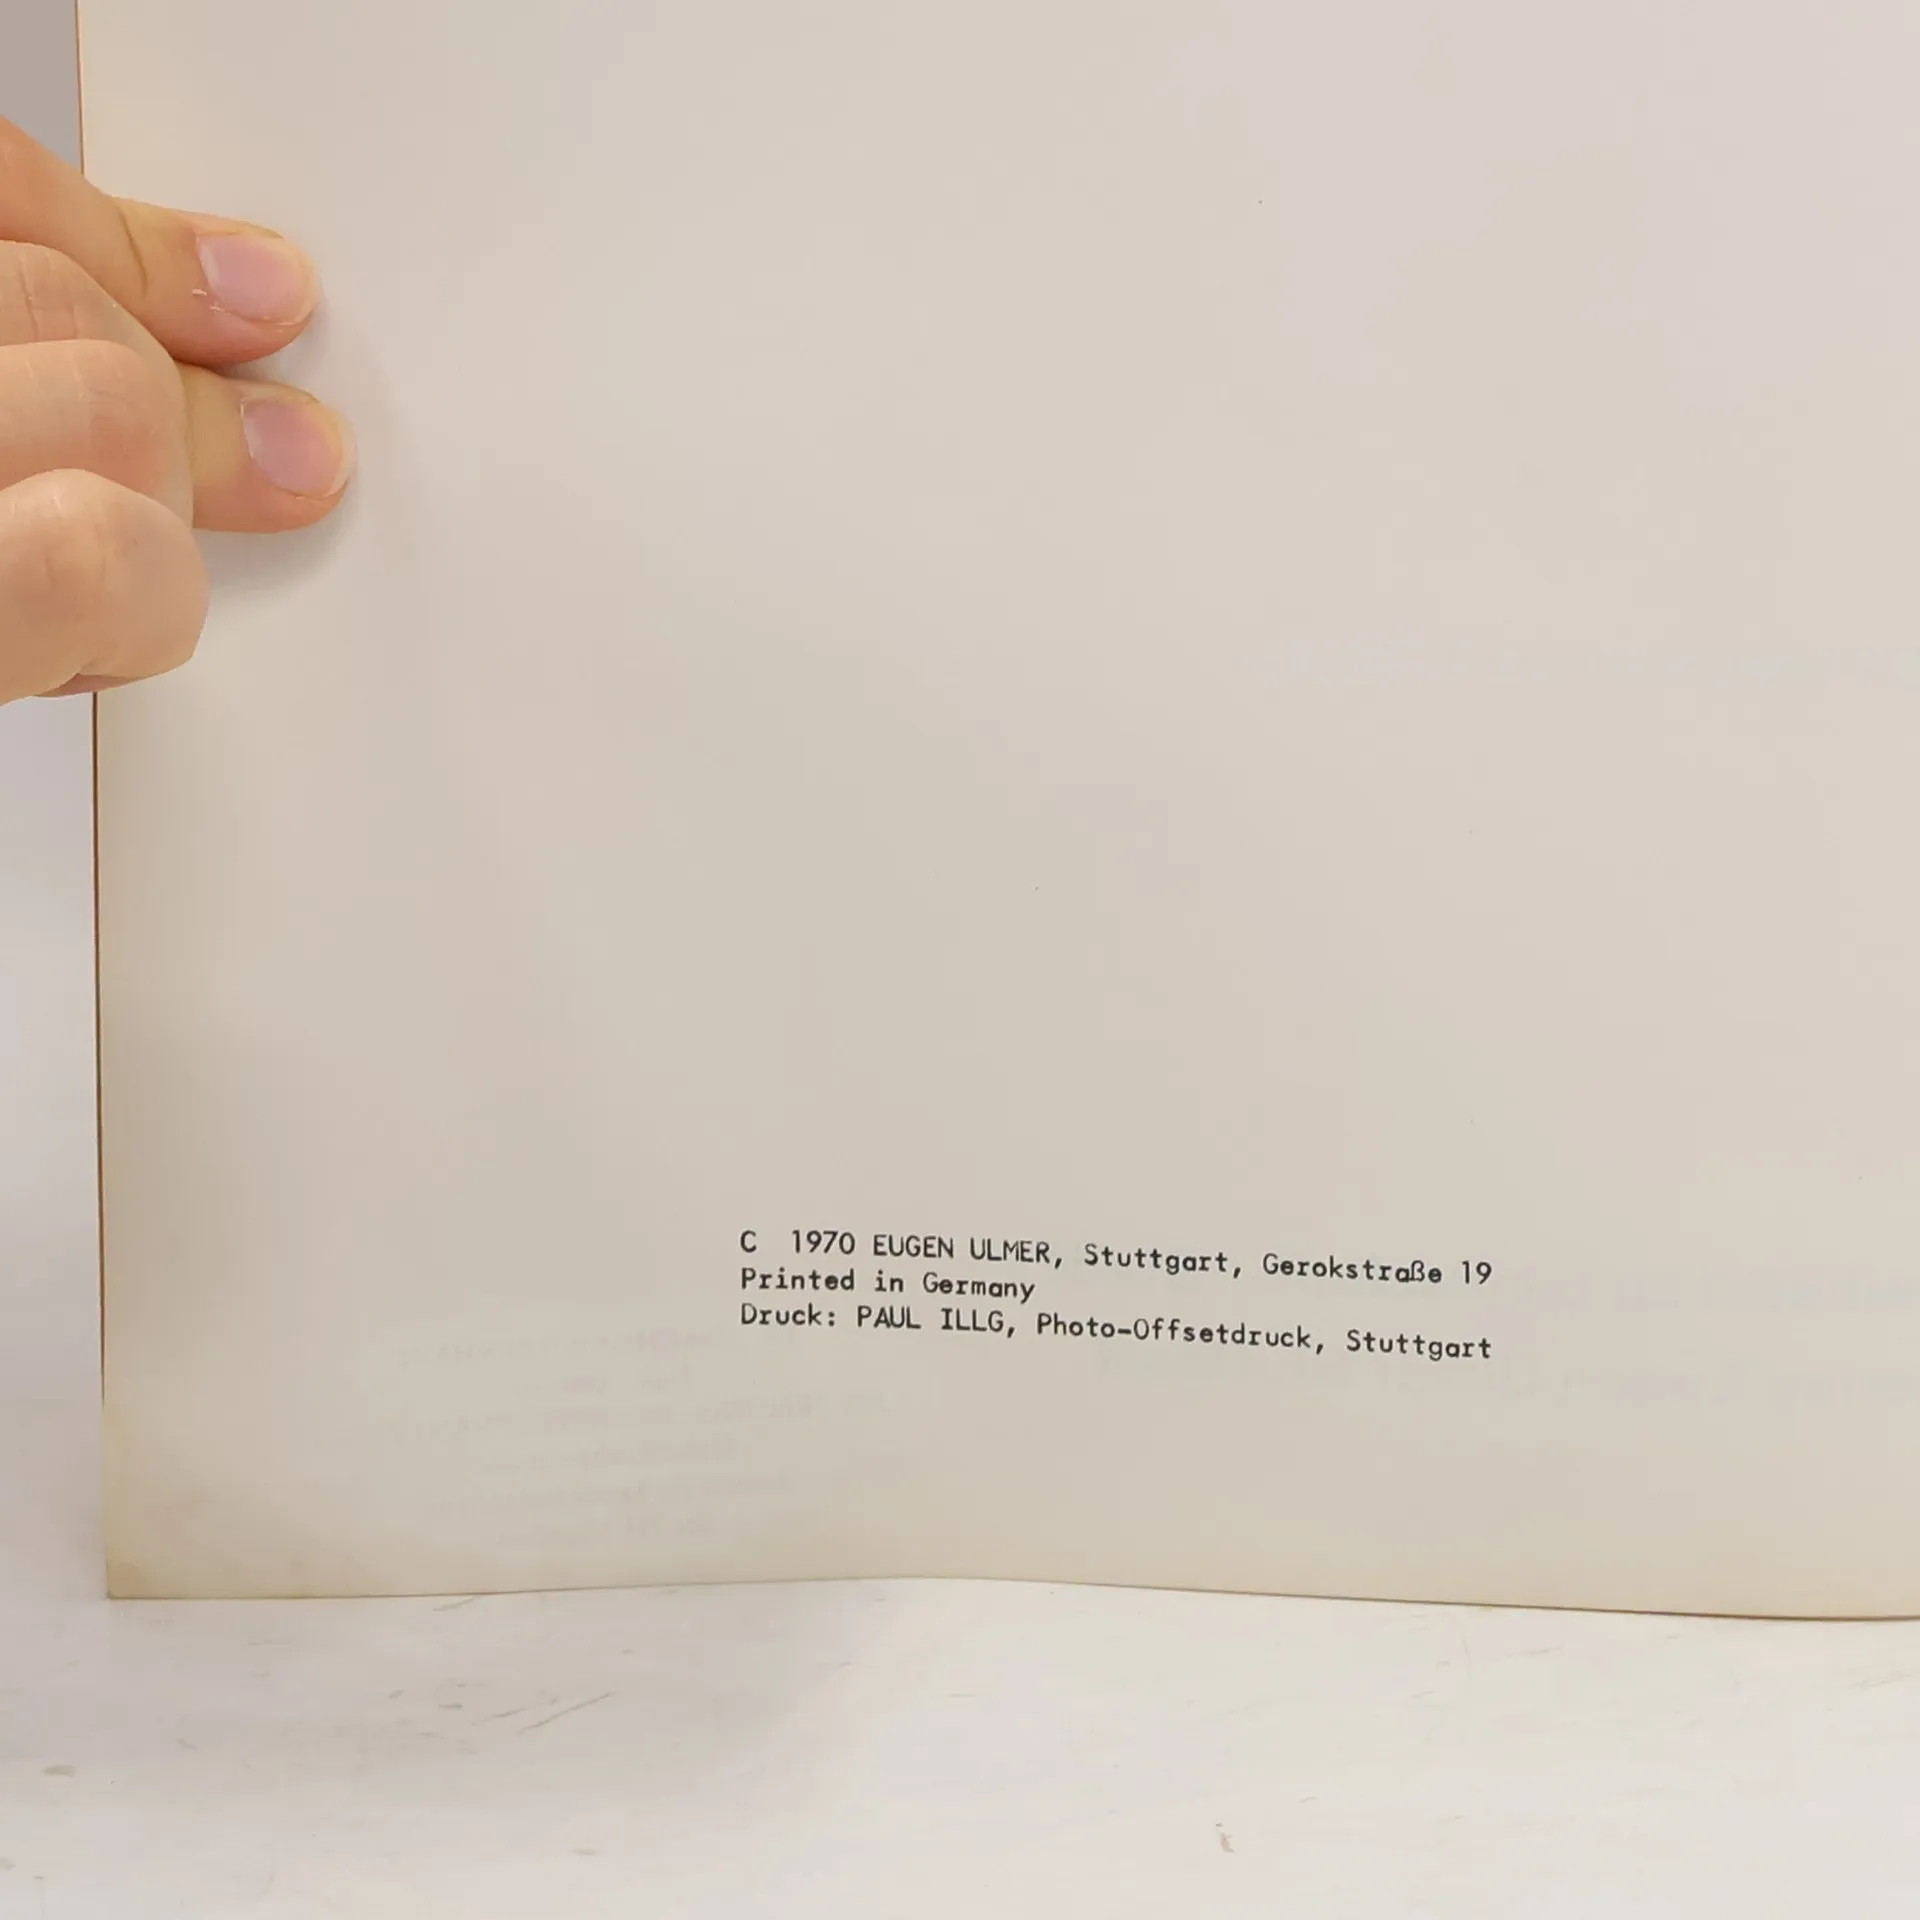 C 1970 EUGEN ULMER, Stuttgart, Gerokstraße 19
Printed in Germany
Druck: PAUL ILLG, Photo-Offsetdruck, Stuttgart